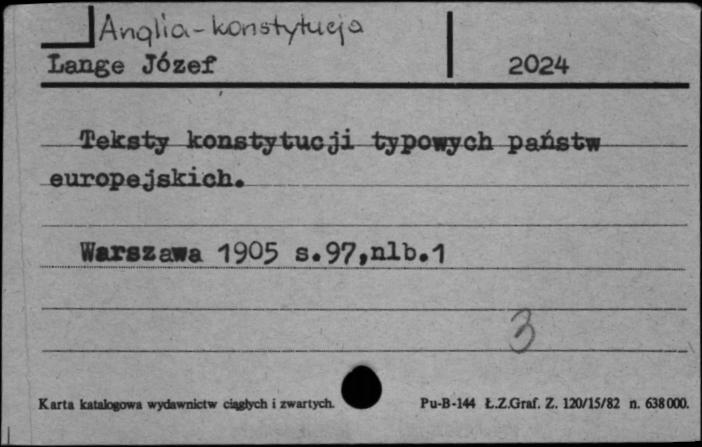 Anglia - konstytucja
Lange Józef 2024
Teksty konstytucji typowych państw
europejskich.
Warszawa 1905 s.97,nlb.1
3
Karta katalogowa wydawnictw ciągłych i zwartych. Pu-B-144 Ł.Z.Graf. Z. 120/15/82 n. 638000.